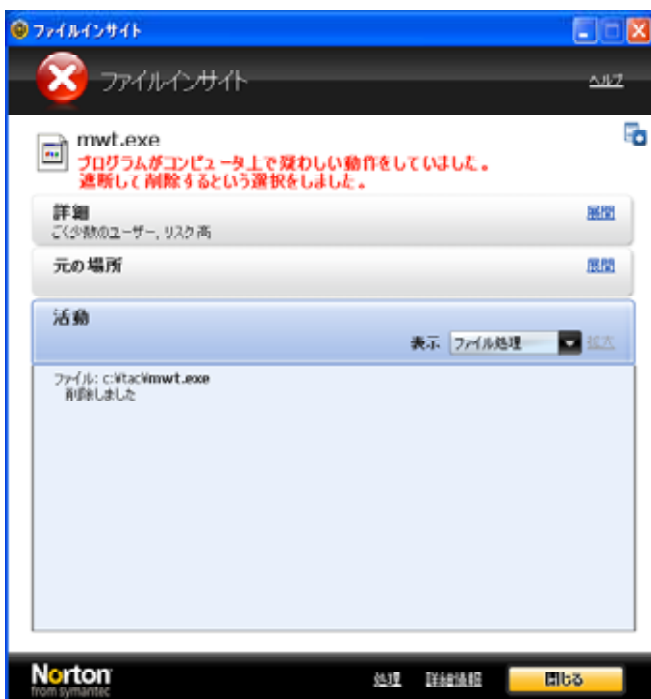 ファイルインサイト
ファイルインサイト
ヘルプ
mwt.exe
プログラムがコンピュータ上で疑わしい動作をしていました。
遮断して削除するという選択をしました。
詳細
展開
ごく少数のユーザー, リスク 高
元の場所
展開
活動
表示 ファイル処理 拡大
ファイル: c:¥tac¥mwt.exe
削除しました
Norton
from symantec
処理 詳細情報 閉じる